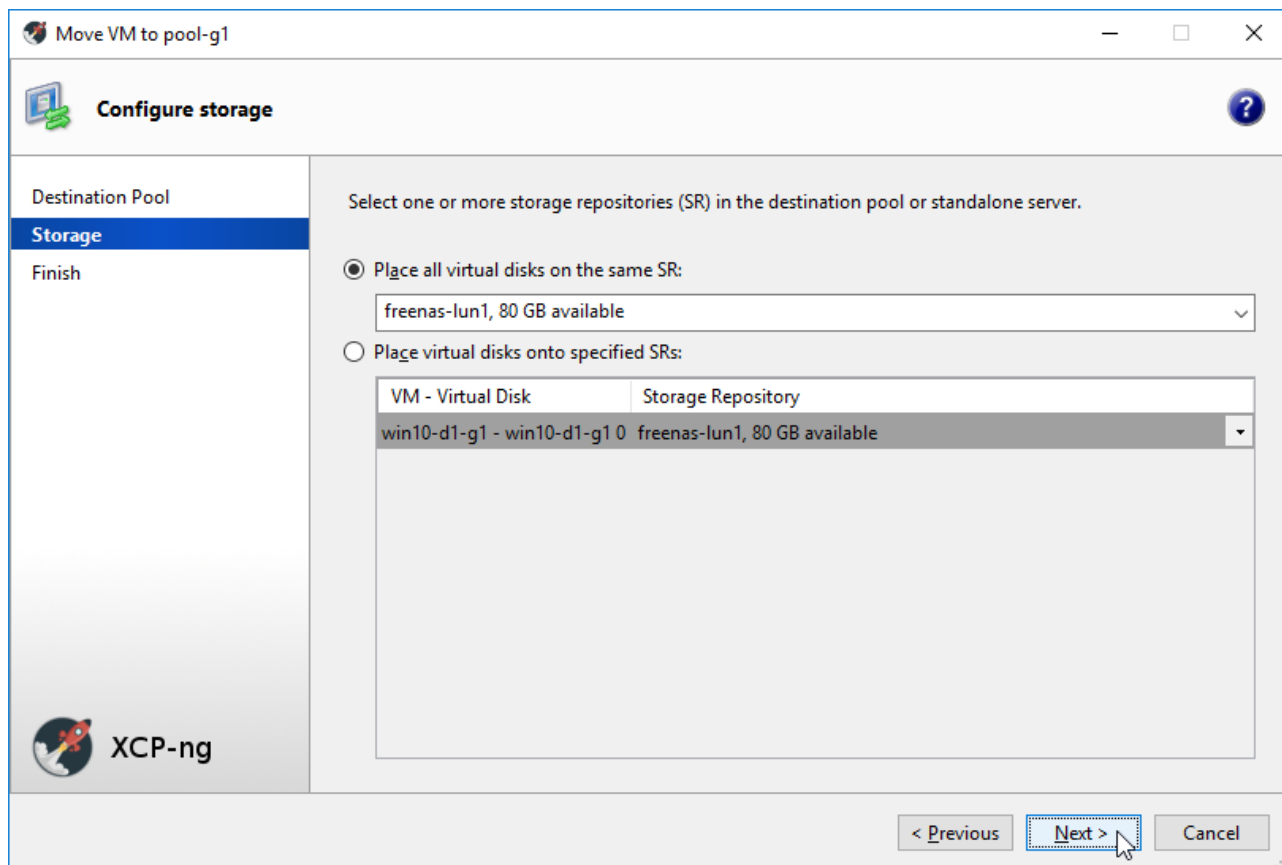 Move VM to pool-g1
Configure storage
?
Destination Pool
Storage
Finish
Select one or more storage repositories (SR) in the destination pool or standalone server.
Place all virtual disks on the same SR:
freenas-lun1, 80 GB available
Place virtual disks onto specified SRs:
VM - Virtual Disk Storage Repository
win10-d1-g1 - win10-d1-g1 0 freenas-lun1, 80 GB available
XCP-ng
< Previous Next > Cancel